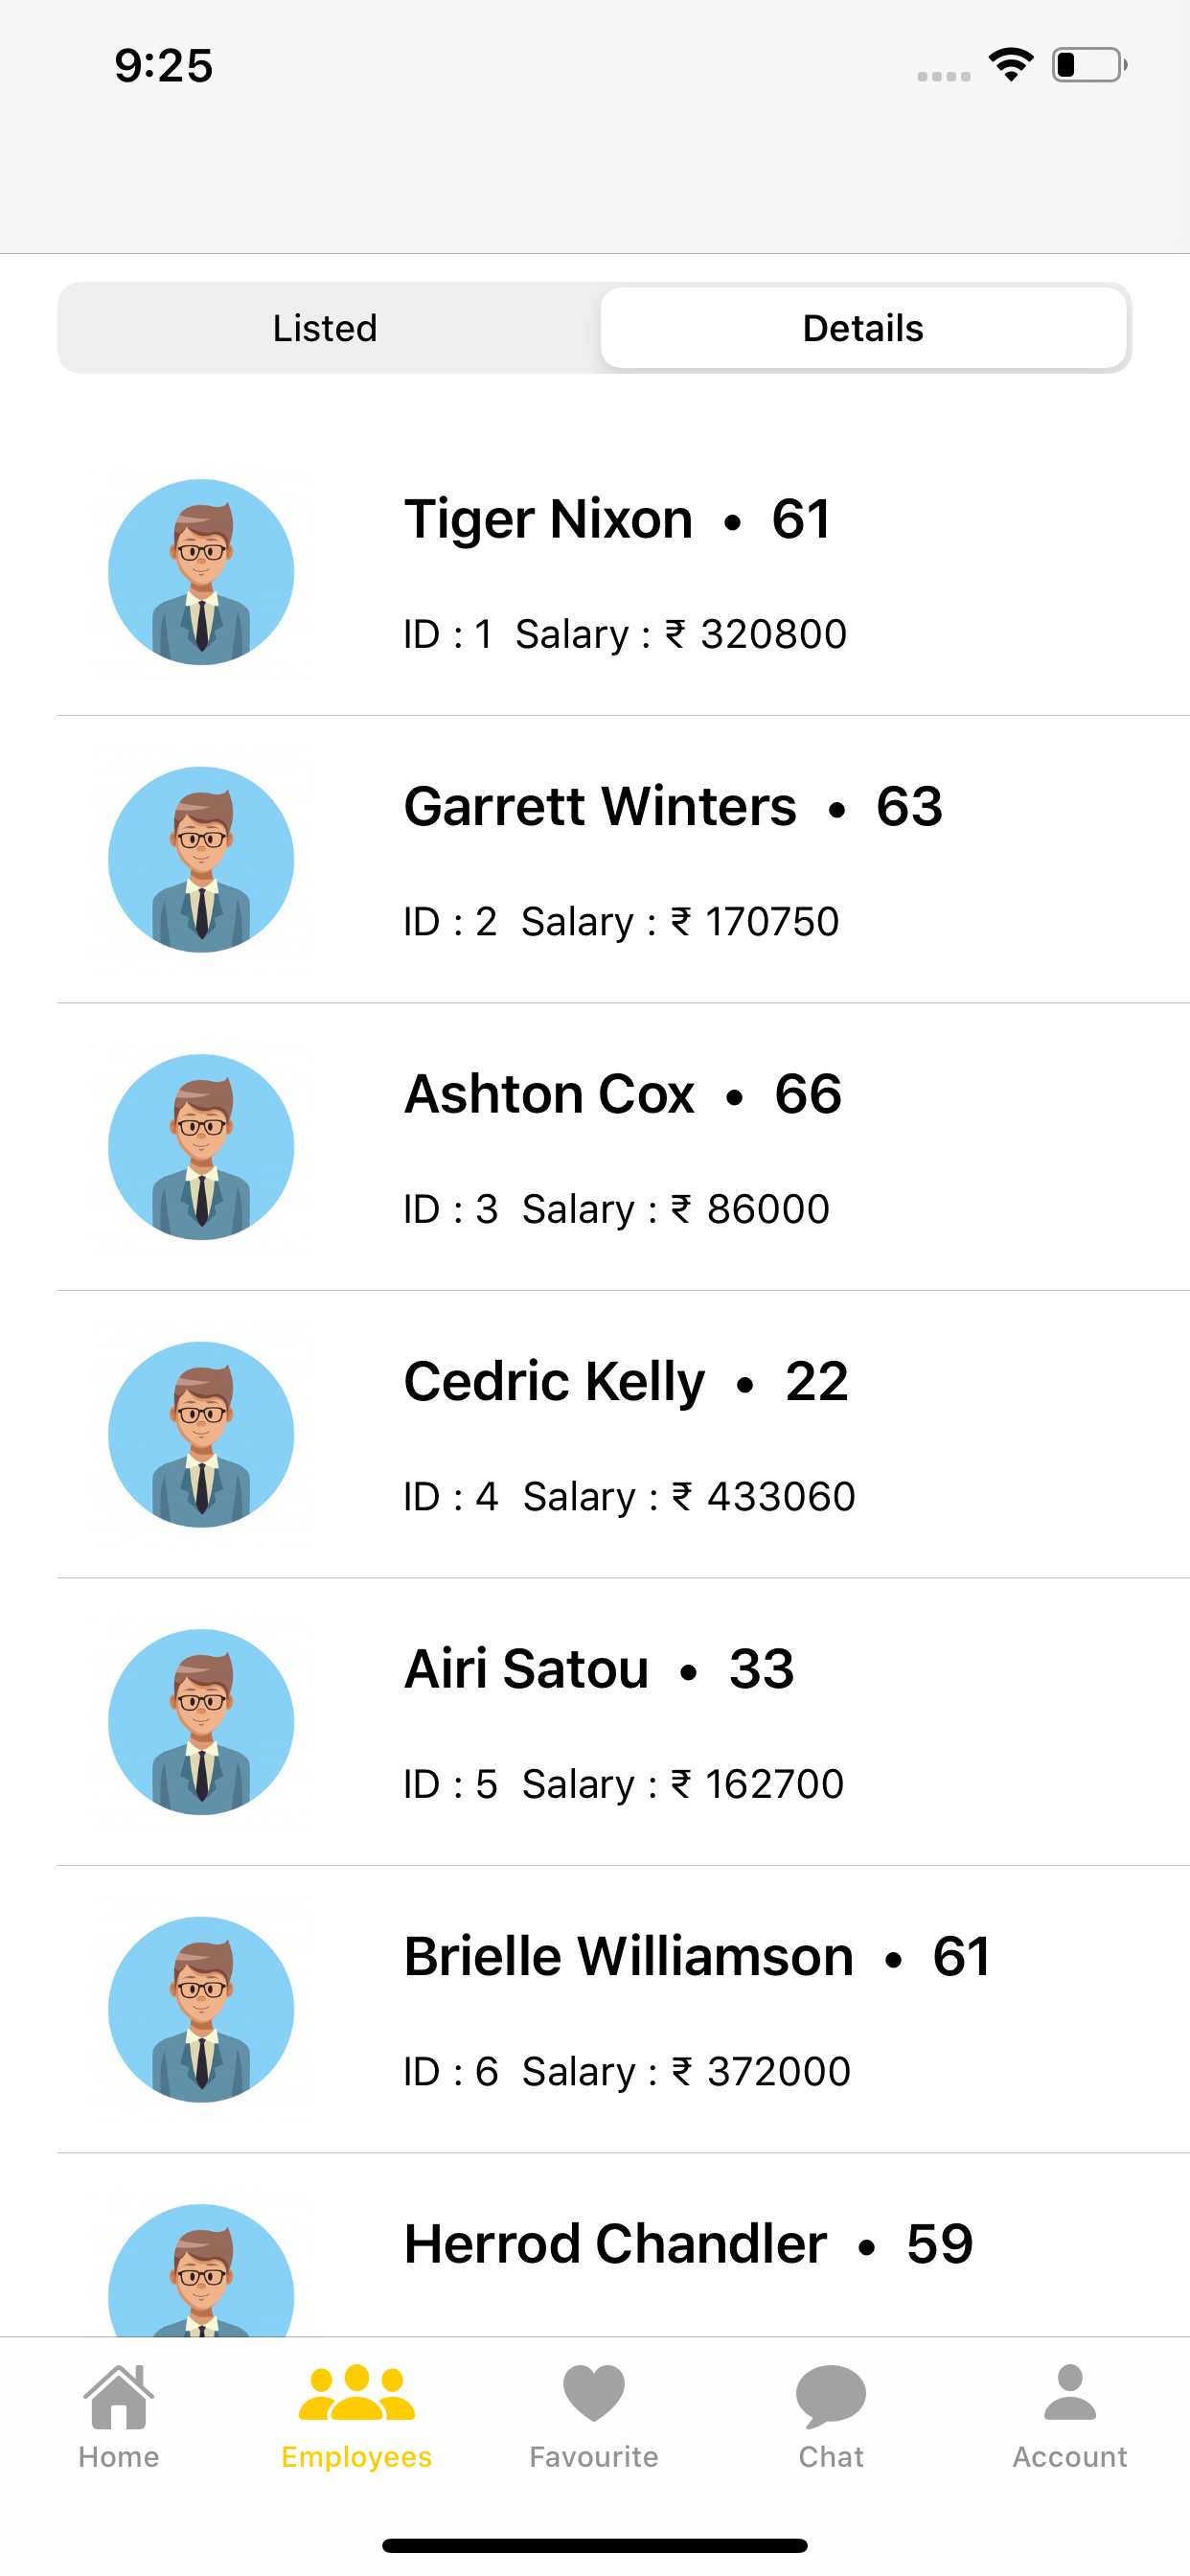 9:25
Listed Details
Tiger Nixon • 61
ID : 1 Salary : ₹ 320800
Garrett Winters • 63
ID : 2 Salary : ₹ 170750
Ashton Cox • 66
ID : 3 Salary : ₹ 86000
Cedric Kelly • 22
ID : 4 Salary : ₹ 433060
Airi Satou • 33
ID : 5 Salary : ₹ 162700
Brielle Williamson • 61
ID : 6 Salary : ₹ 372000
Herrod Chandler • 59
Home Employees Favourite Chat Account